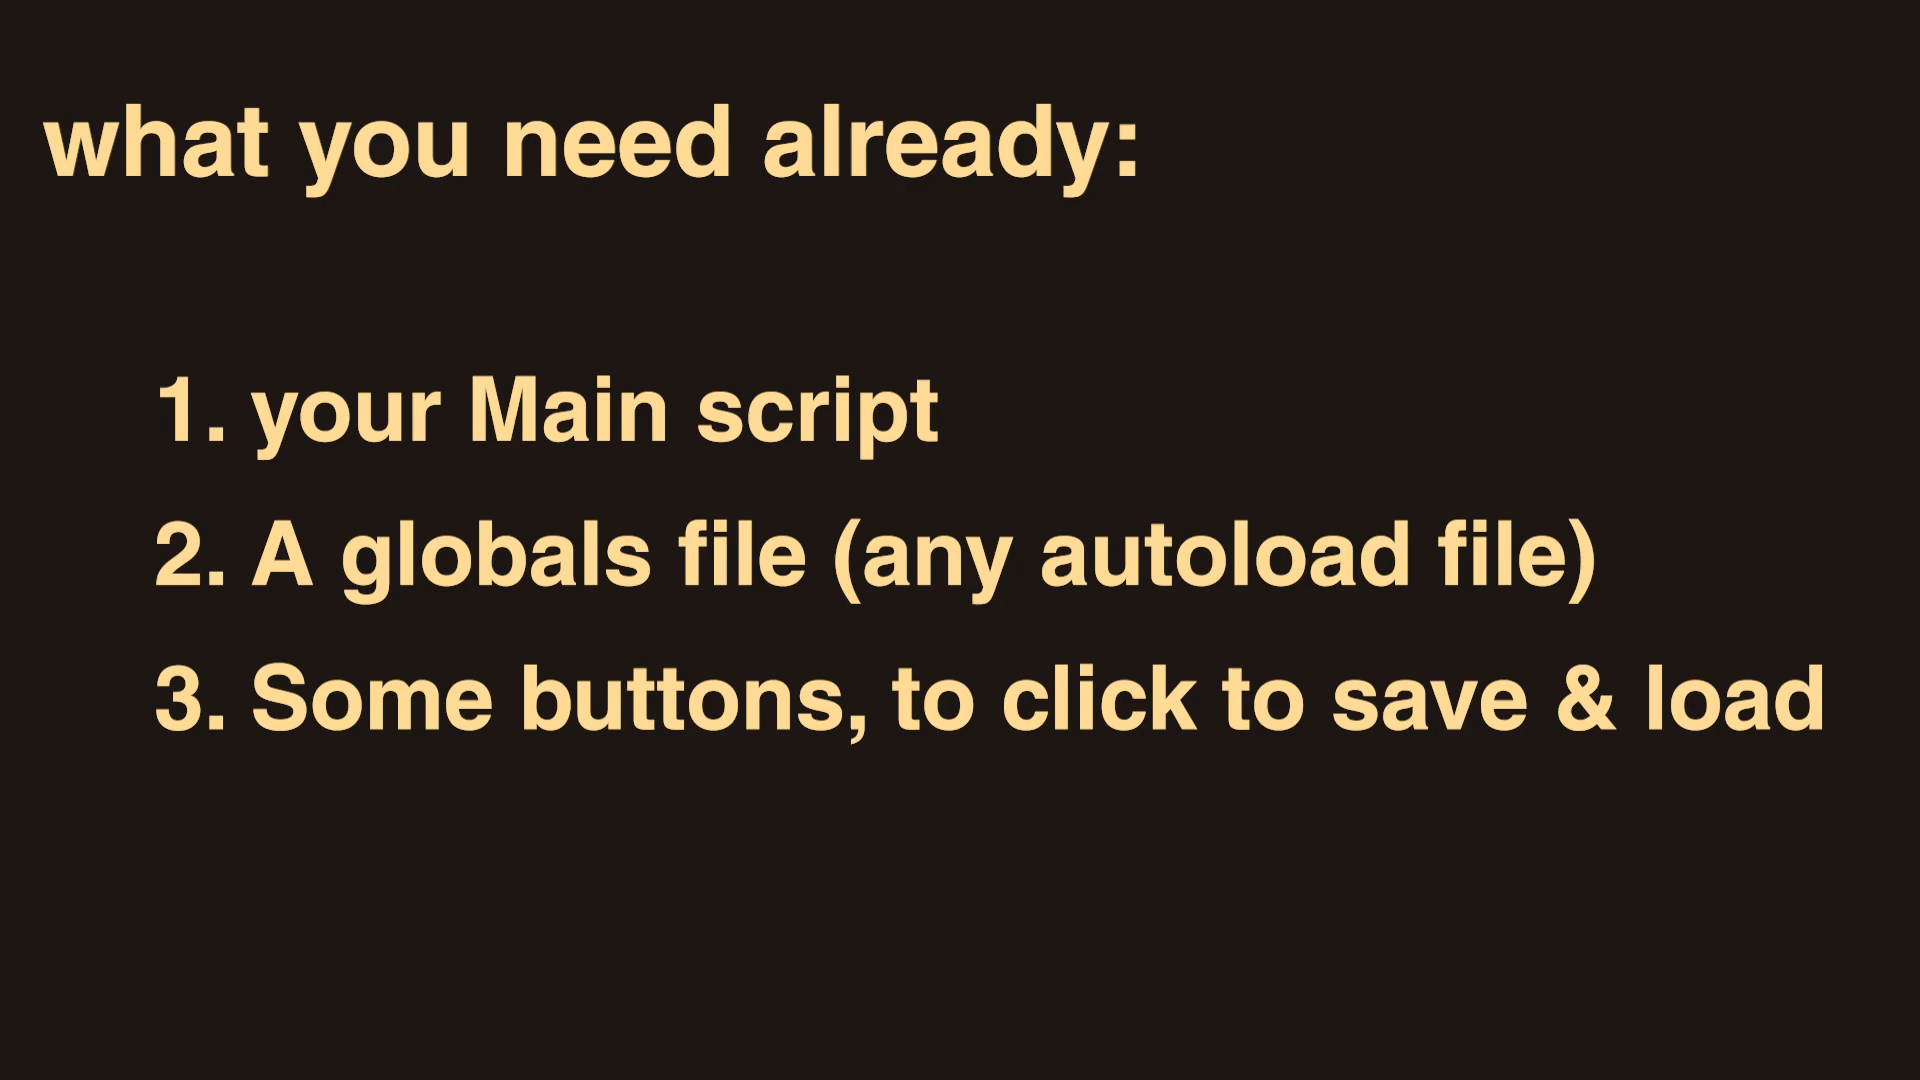 what you need already:
1. your Main script
2. A globals file (any autoload file)
3. Some buttons, to click to save & load